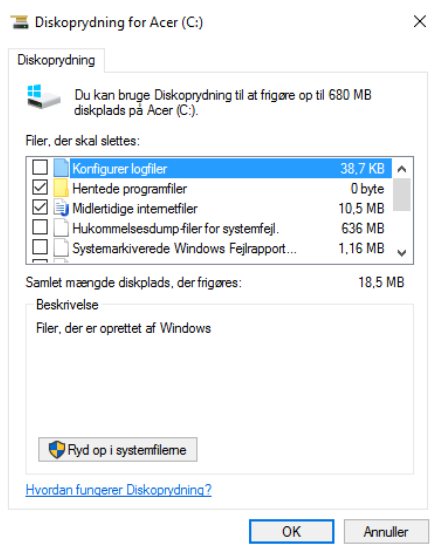 Diskoprydning for Acer (C:)
Diskoprydning
Du kan bruge Diskoprydning til at frigøre op til 680 MB
diskplads på Acer (C:).
Filer, der skal slettes:
Konfigurer logfiler 38,7 KB
Hentede programfiler 0 byte
Midlertidige internetfiler 10,5 MB
Hukommelsesdump-filer for systemfejl. 636 MB
Systemarkiverede Windows Fejlrapport... 1,16 MB
Samlet mængde diskplads, der frigøres: 18,5 MB
Beskrivelse
Filer, der er oprettet af Windows
Ryd op i systemfilerne
Hvordan fungerer Diskoprydning?
OK Annuller